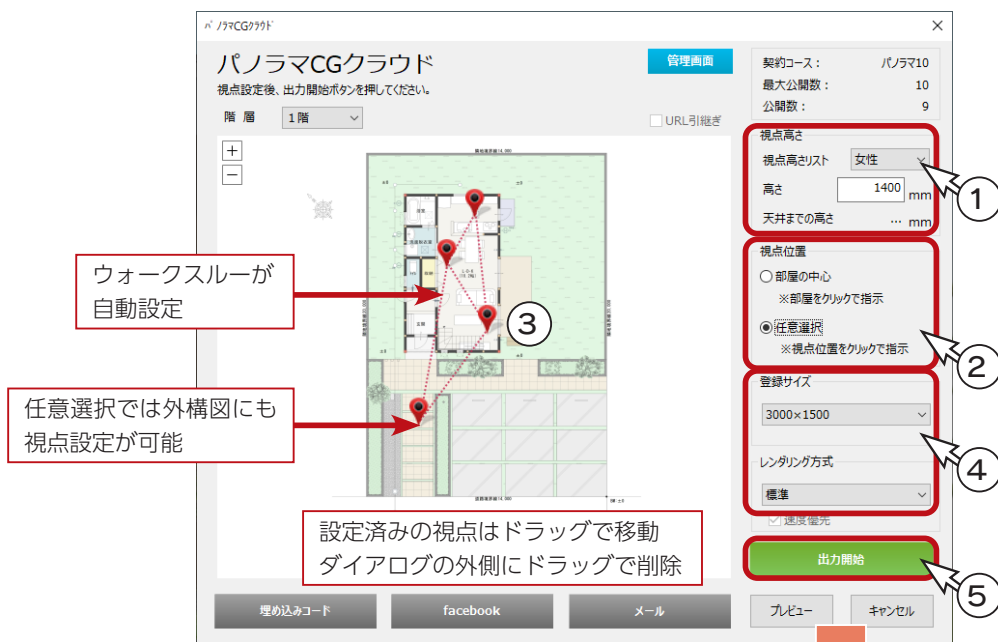 パノラマCGクラウド
×
パノラマCGクラウド
視点設定後、出力開始ボタンを押してください。
管理画面
階 層
1階
URL引継ぎ
契約コース： パノラマ10
最大公開数： 10
公開数： 9
視点高さ
視点高さリスト 女性
高さ 1400 mm
天井までの高さ … mm
①
視点位置
部屋の中心
※部屋をクリックで指示
任意選択
※視点位置をクリックで指示
②
登録サイズ
3000×1500
レンダリング方式
標準
④
速度優先
出力開始
⑤
+
−
ウォークスルーが
自動設定
③
任意選択では外構図にも
視点設定が可能
設定済みの視点はドラッグで移動
ダイアログの外側にドラッグで削除
埋め込みコード
facebook
メール
プレビュー
キャンセル